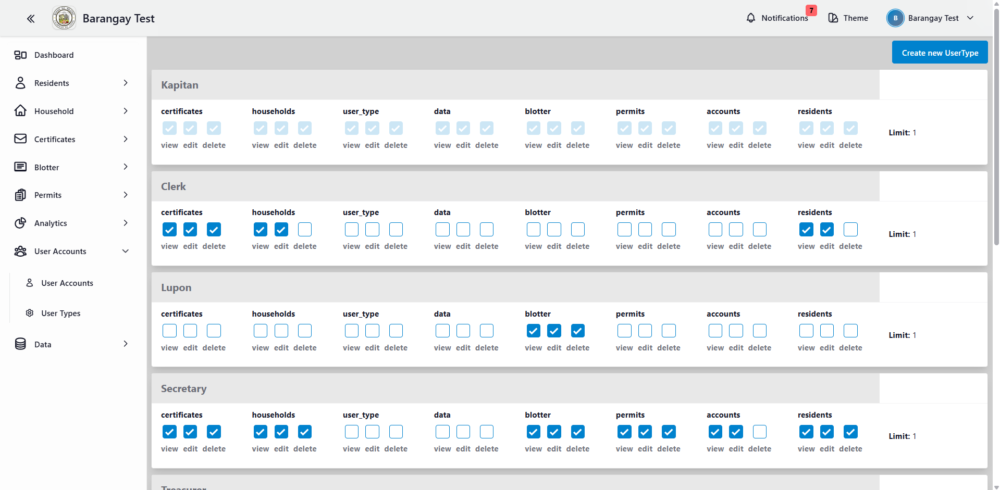 Barangay Test
Notifications
7
Theme
B
Barangay Test
Dashboard
Residents
Household
Certificates
Blotter
Permits
Analytics
User Accounts
User Accounts
User Types
Data
Create new UserType
Kapitan
certificates households user_type data blotter permits accounts residents
view edit delete view edit delete view edit delete view edit delete view edit delete view edit delete view edit delete view edit delete
Limit: 1
Clerk
certificates households user_type data blotter permits accounts residents
view edit delete view edit delete view edit delete view edit delete view edit delete view edit delete view edit delete view edit delete
Limit: 1
Lupon
certificates households user_type data blotter permits accounts residents
view edit delete view edit delete view edit delete view edit delete view edit delete view edit delete view edit delete view edit delete
Limit: 1
Secretary
certificates households user_type data blotter permits accounts residents
view edit delete view edit delete view edit delete view edit delete view edit delete view edit delete view edit delete view edit delete
Limit: 1
Treasurer